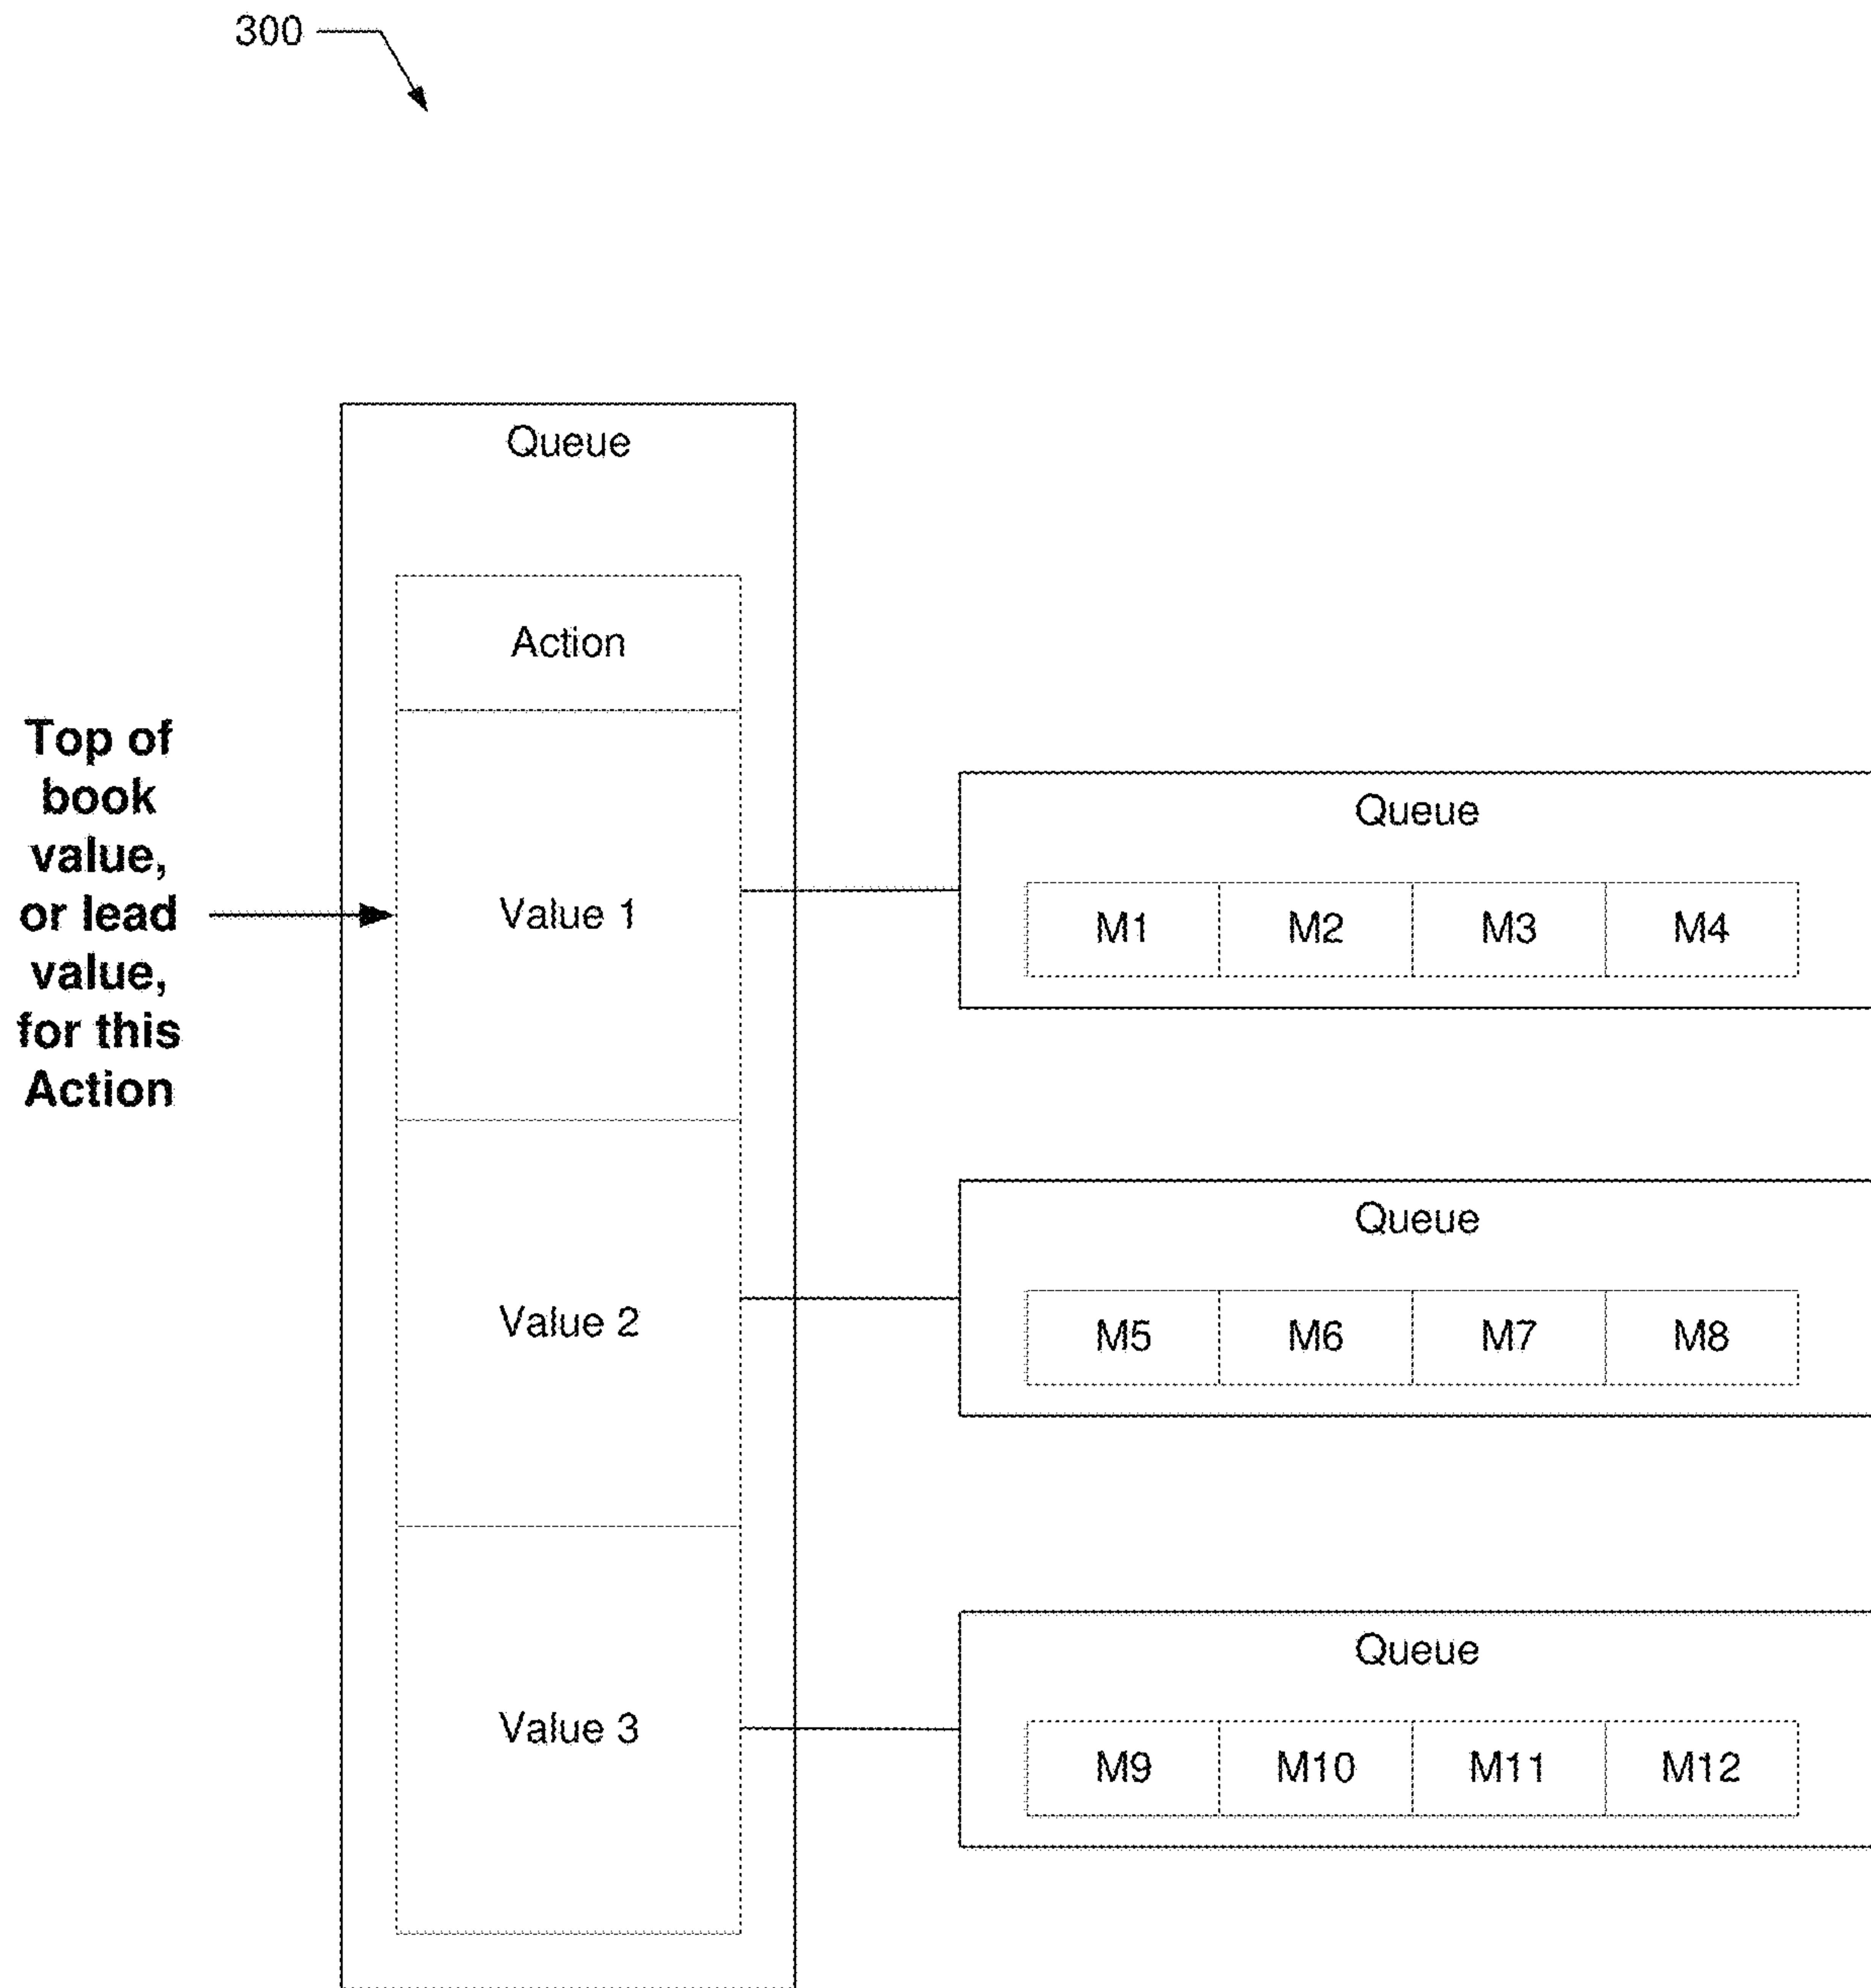 300
Queue
Action
Top of
book
value,
or lead
value,
for this
Action
Value 1
Queue
M1 M2 M3 M4
Value 2
Queue
M5 M6 M7 M8
Value 3
Queue
M9 M10 M11 M12